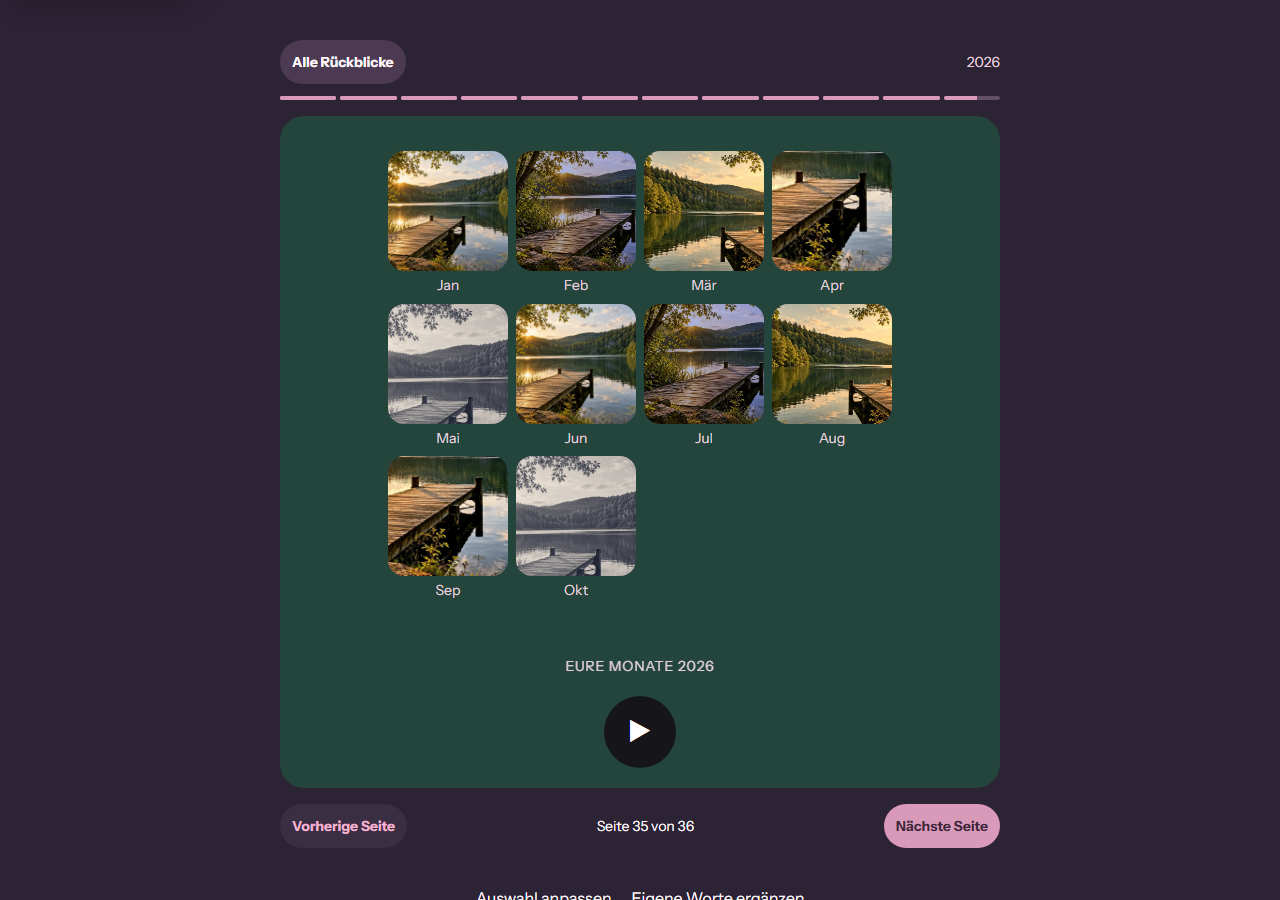 Alle Rückblicke
2026
Jan
Feb
Mär
Apr
Mai
Jun
Jul
Aug
Sep
Okt
EURE MONATE 2026
Vorherige Seite
Seite 35 von 36
Nächste Seite
Auswahl anpassen
Eigene Worte ergänzen